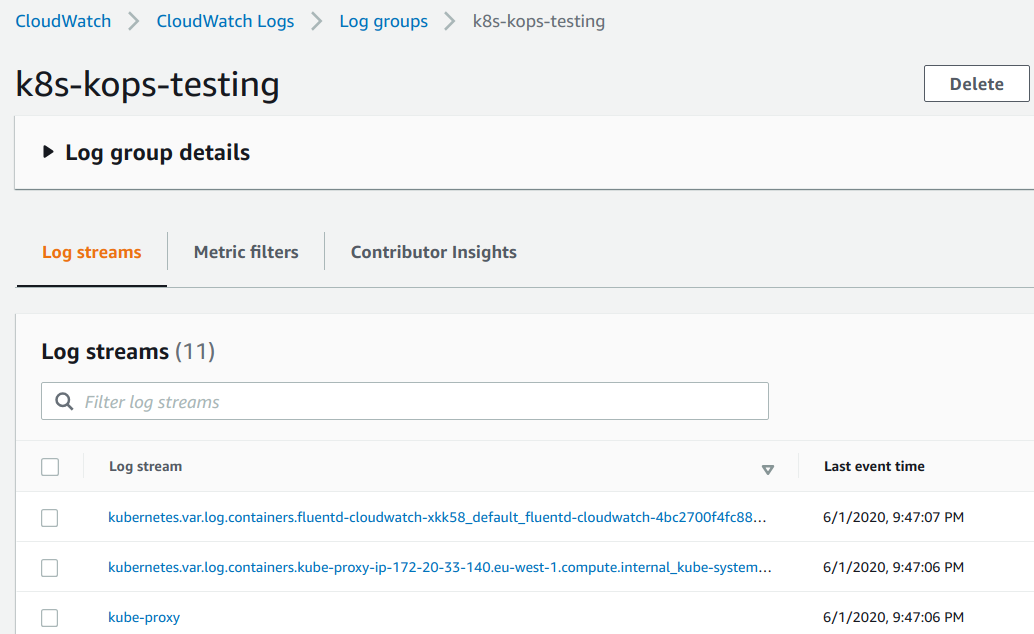 CloudWatch > CloudWatch Logs > Log groups > k8s-kops-testing
k8s-kops-testing
Delete
Log group details
Log streams Metric filters Contributor Insights
Log streams (11)
Filter log streams
Log stream Last event time
kubernetes.var.log.containers.fluentd-cloudwatch-xkk58_default_fluentd-cloudwatch-4bc2700f4fc88... 6/1/2020, 9:47:07 PM
kubernetes.var.log.containers.kube-proxy-ip-172-20-33-140.eu-west-1.compute.internal_kube-system... 6/1/2020, 9:47:06 PM
kube-proxy 6/1/2020, 9:47:06 PM